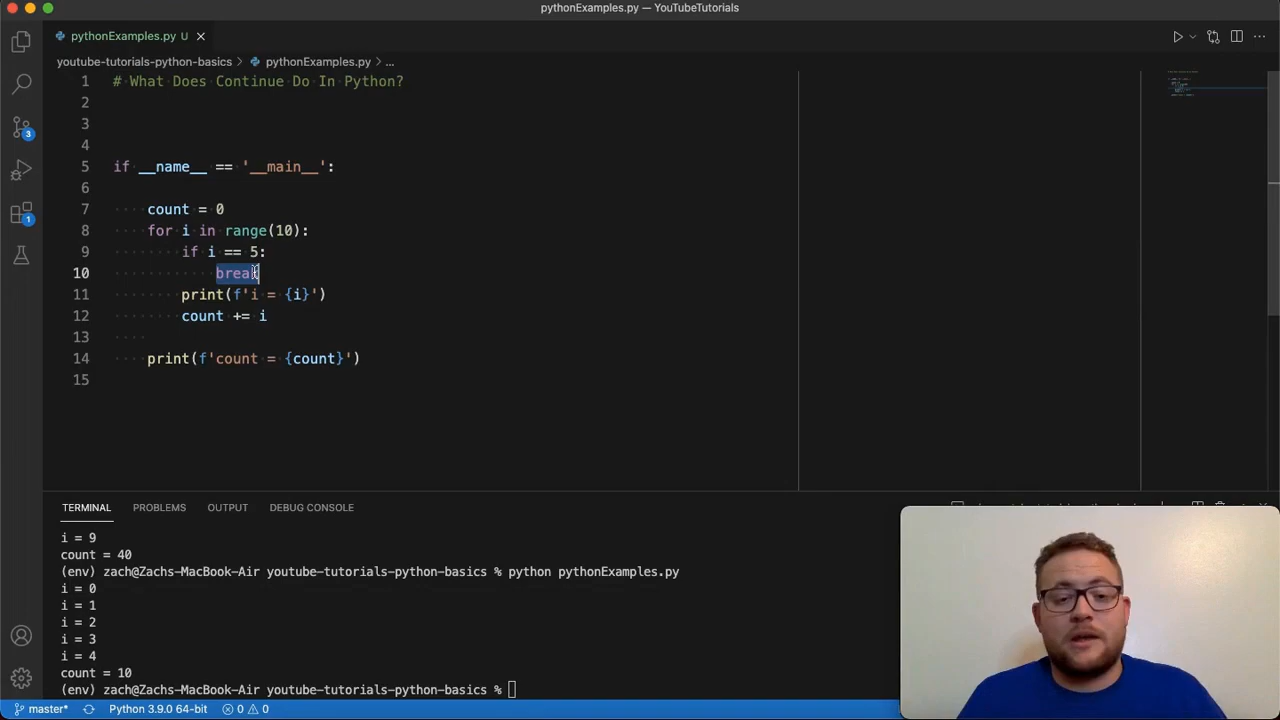 pythonExamples.py — YouTubeTutorials
pythonExamples.py U
youtube-tutorials-python-basics > pythonExamples.py > ...
1 # What Does Continue Do In Python?
2
3
4
5 if __name__ == '__main__':
6
7 count = 0
8 for i in range(10):
9 if i == 5:
10 break
11 print(f'i = {i}')
12 count += i
13
14 print(f'count = {count}')
15
3
1
TERMINAL PROBLEMS OUTPUT DEBUG CONSOLE
i = 9
count = 40
(env) zach@Zachs-MacBook-Air youtube-tutorials-python-basics % python pythonExamples.py
i = 0
i = 1
i = 2
i = 3
i = 4
count = 10
(env) zach@Zachs-MacBook-Air youtube-tutorials-python-basics %
master* Python 3.9.0 64-bit 0 0